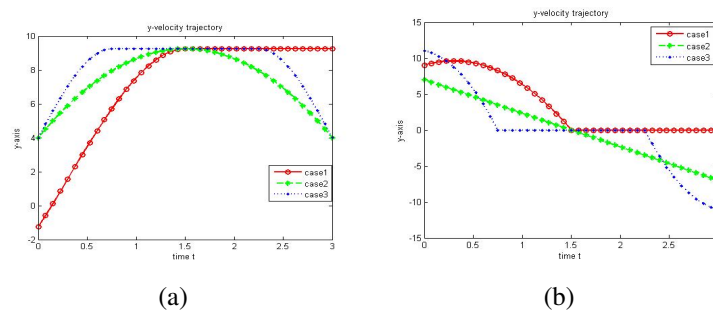 y-velocity trajectory
10
8
6
4
2
0
-2
y-axis
0
0.5
1
1.5
2
2.5
3
time t
case1
case2
case3
(a)
y-velocity trajectory
15
10
5
0
-5
-10
-15
y-axis
0
0.5
1
1.5
2
2.5
time t
case1
case2
case3
(b)